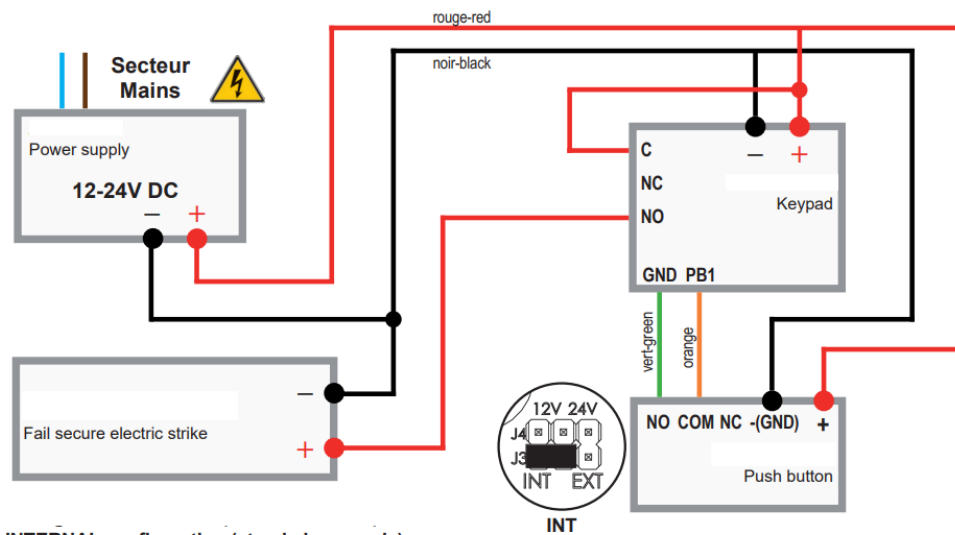 rouge-red
noir-black
Secteur
Mains
Power supply
12-24V DC
− +
C
− +
NC
Keypad
NO
GND PB1
vert-green
orange
Fail secure electric strike
−
+
12V 24V
J4
J3
INT EXT
INT
NO COM NC -(GND) +
Push button